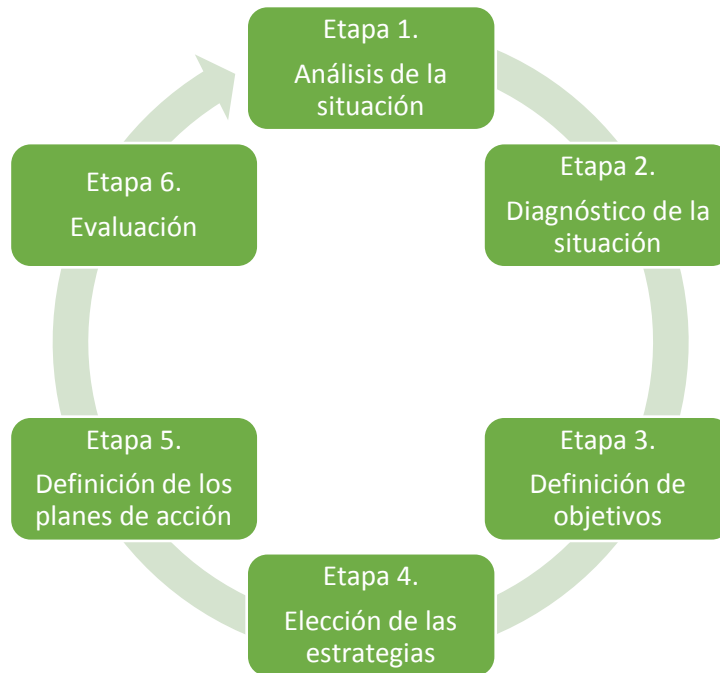 Etapa 1.
Análisis de la
situación
Etapa 2.
Diagnóstico de la
situación
Etapa 3.
Definición de
objetivos
Etapa 4.
Elección de las
estrategias
Etapa 5.
Definición de los
planes de acción
Etapa 6.
Evaluación